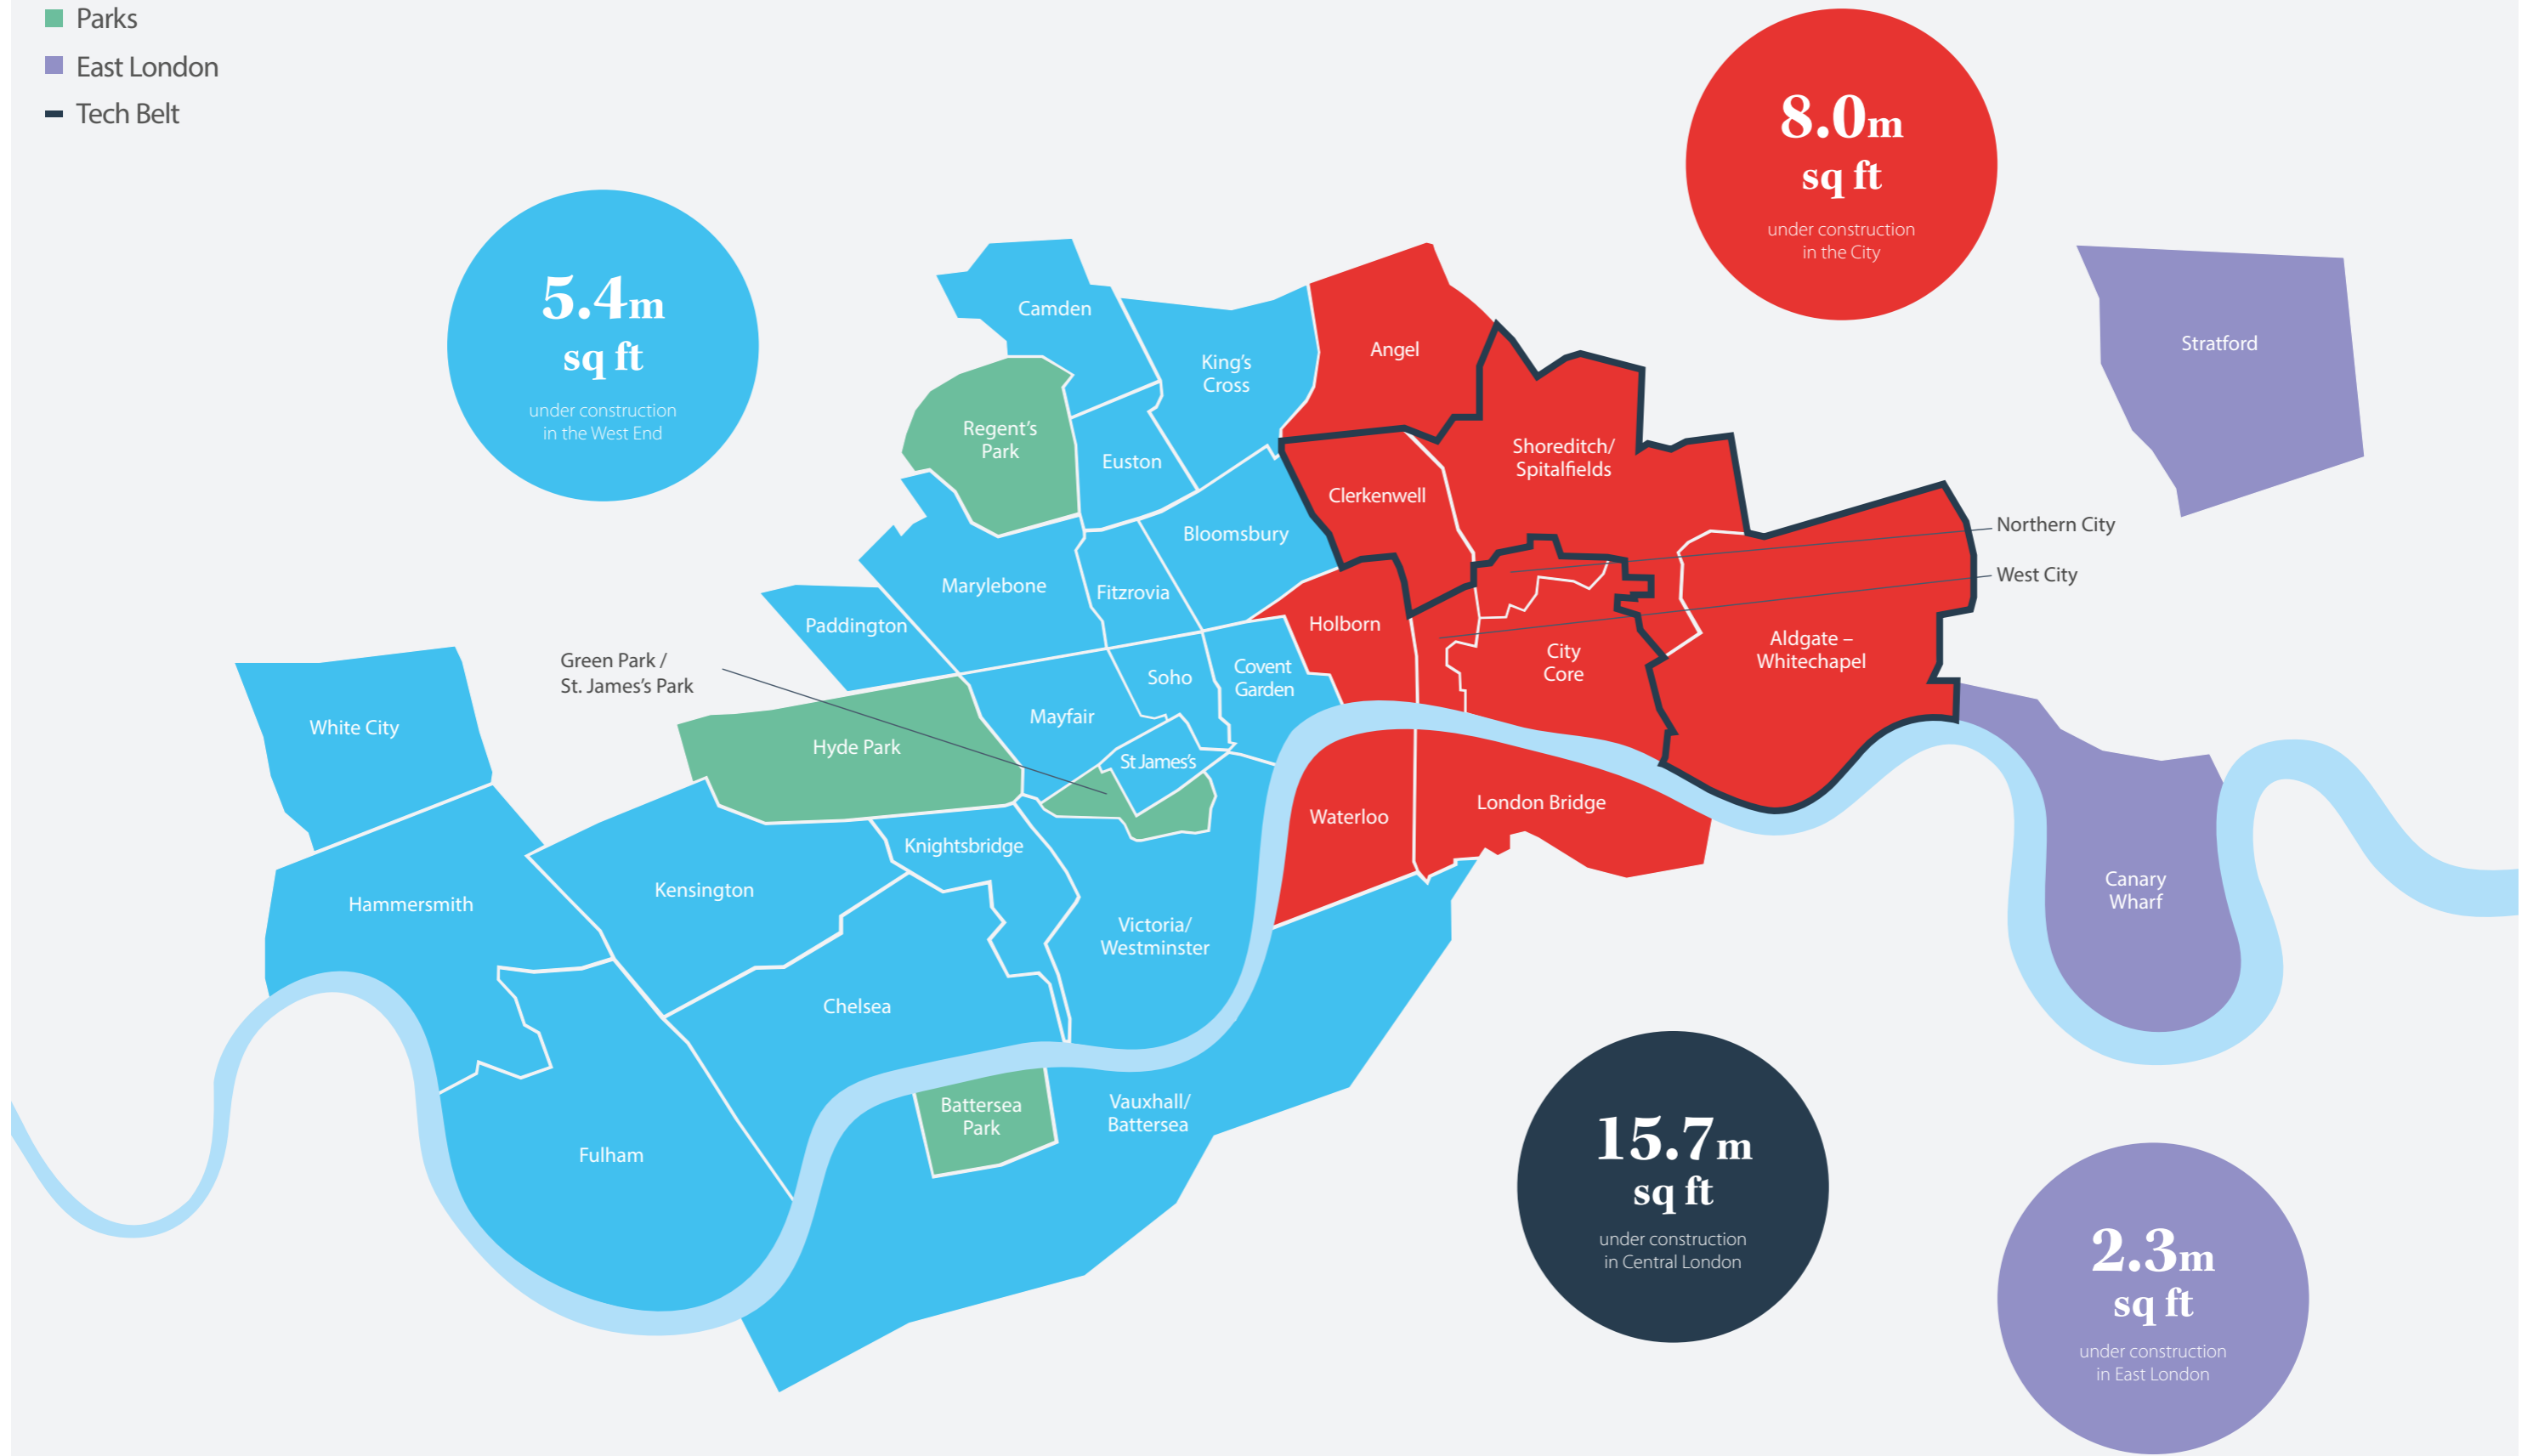 Parks
East London
Tech Belt
8.0m
sq ft
under construction
in the City
5.4m
sq ft
under construction
in the West End
Camden
King's
Cross
Angel
Stratford
Regent's
Park
Euston
Shoreditch/
Spitalfields
Clerkenwell
Bloomsbury
Northern City
West City
Marylebone
Fitzrovia
Paddington
Holborn
Aldgate –
Whitechapel
City
Core
Green Park /
St. James's Park
Soho
Covent
Garden
White City
Mayfair
Hyde Park
St James's
Waterloo
London Bridge
Knightsbridge
Kensington
Hammersmith
Canary
Wharf
Victoria/
Westminster
Chelsea
Battersea
Park
Vauxhall/
Battersea
Fulham
15.7m
sq ft
under construction
in Central London
2.3m
sq ft
under construction
in East London